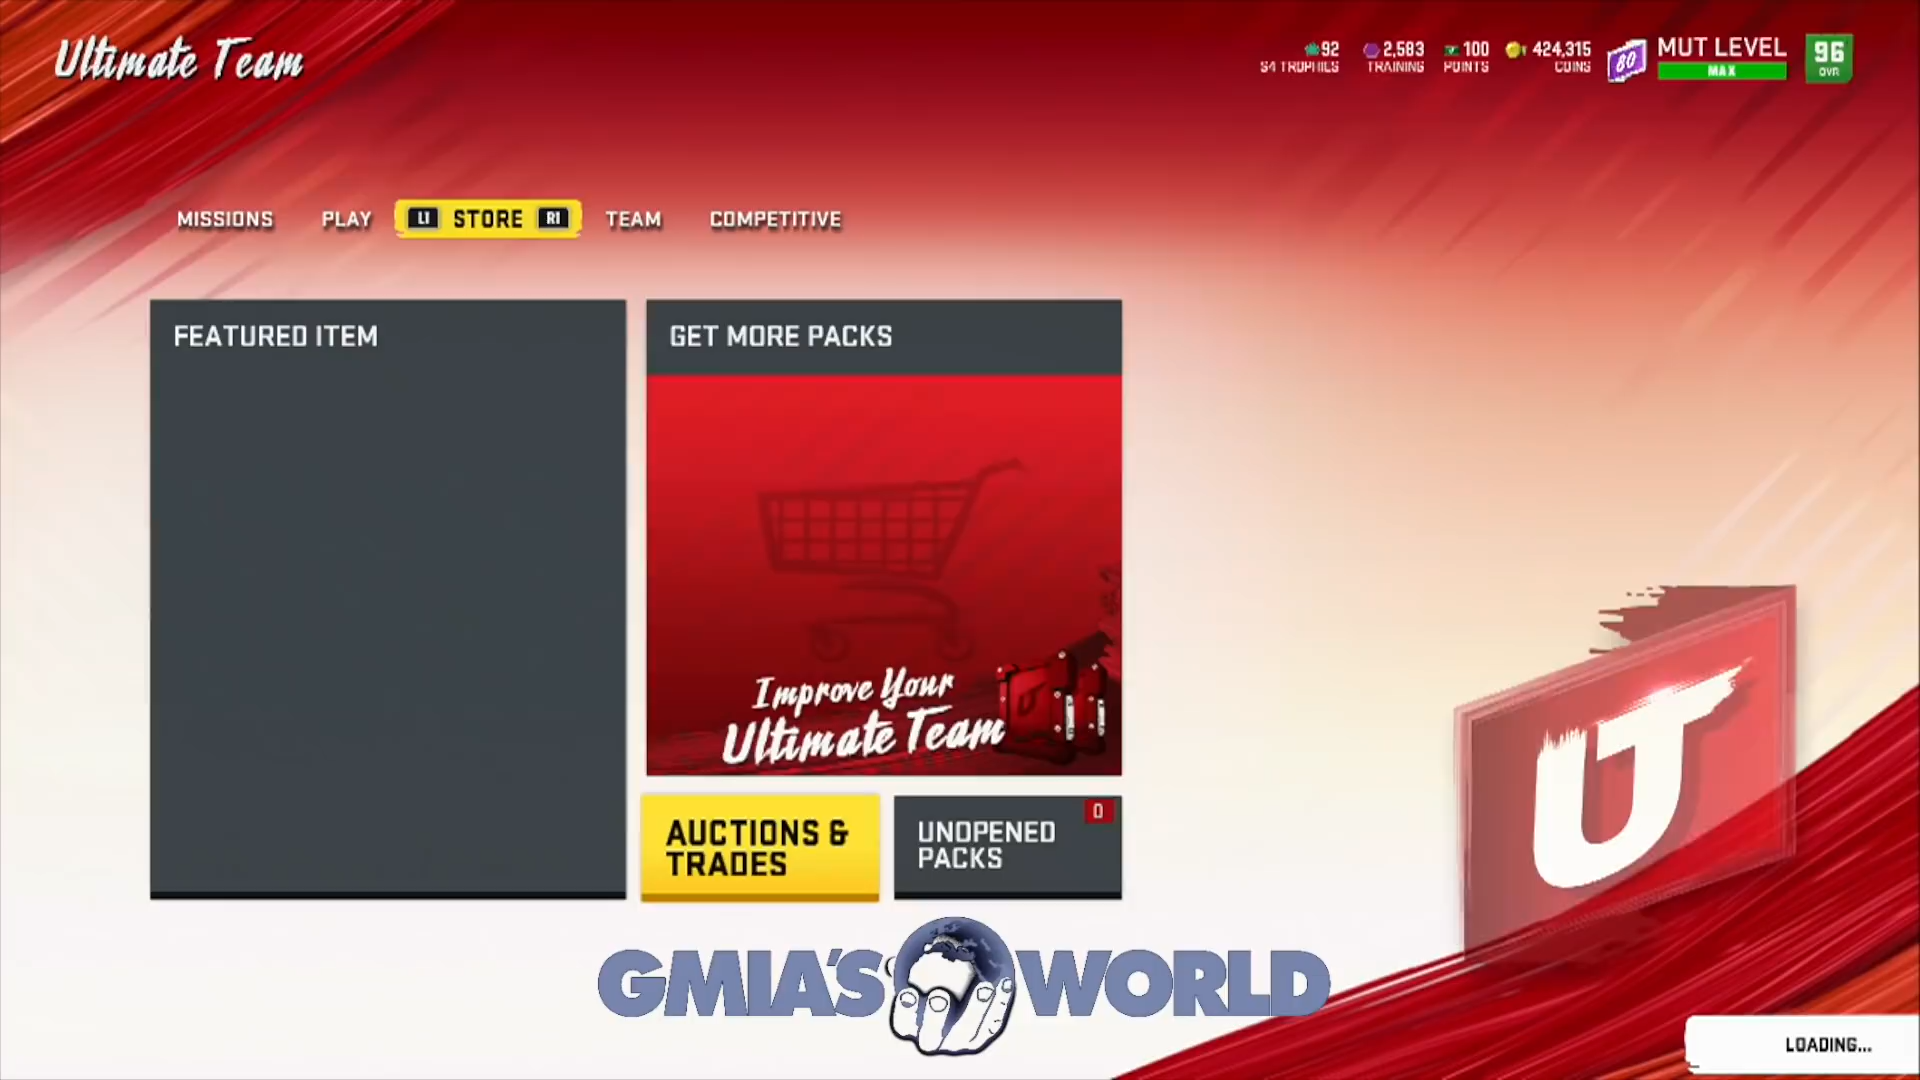 Ultimate Team
92
S4 TROPHIES
2,583
TRAINING
100
POINTS
424,315
COINS
80
MUT LEVEL
MAX
96
OVR
MISSIONS
PLAY
L1 STORE R1
TEAM
COMPETITIVE
FEATURED ITEM
GET MORE PACKS
Improve Your
Ultimate Team
AUCTIONS &
TRADES
UNOPENED
PACKS
0
UT
GMIA'S WORLD
LOADING...